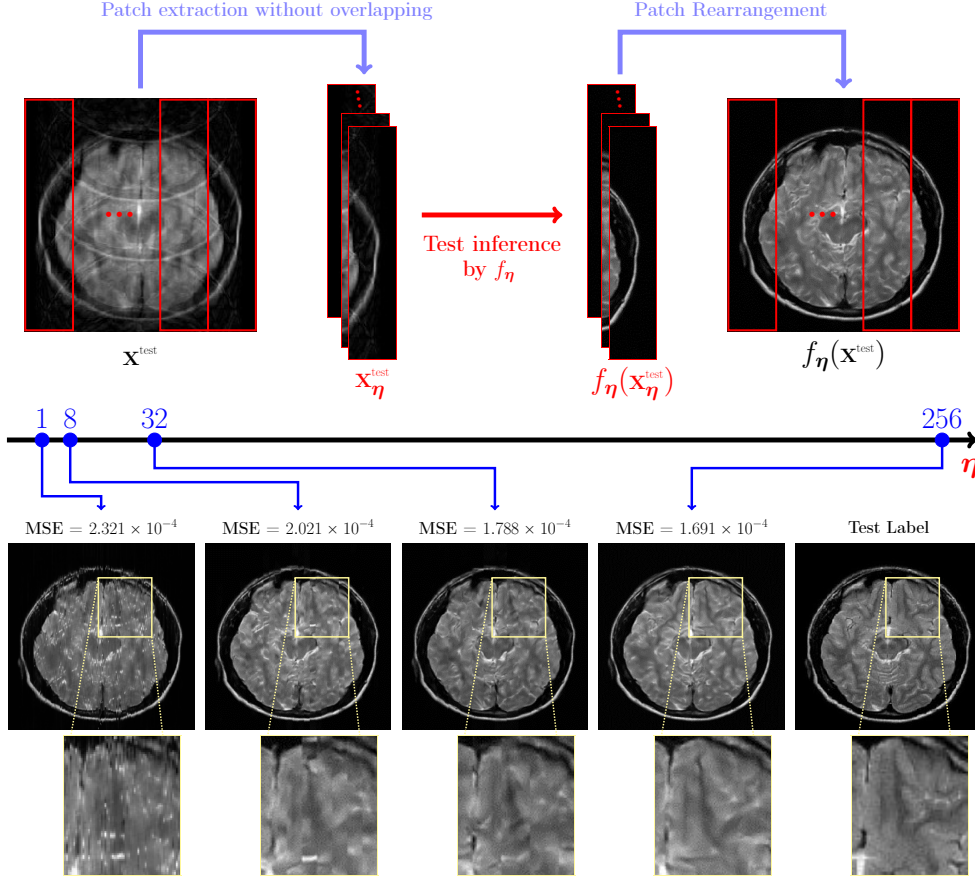 Patch extraction without overlapping
Patch Rearrangement
Test inference
by f_η
x^test
x_η^test
f_η(x_η^test)
f_η(x^test)
1 8 32 256
η
MSE = 2.321 × 10^-4
MSE = 2.021 × 10^-4
MSE = 1.788 × 10^-4
MSE = 1.691 × 10^-4
Test Label